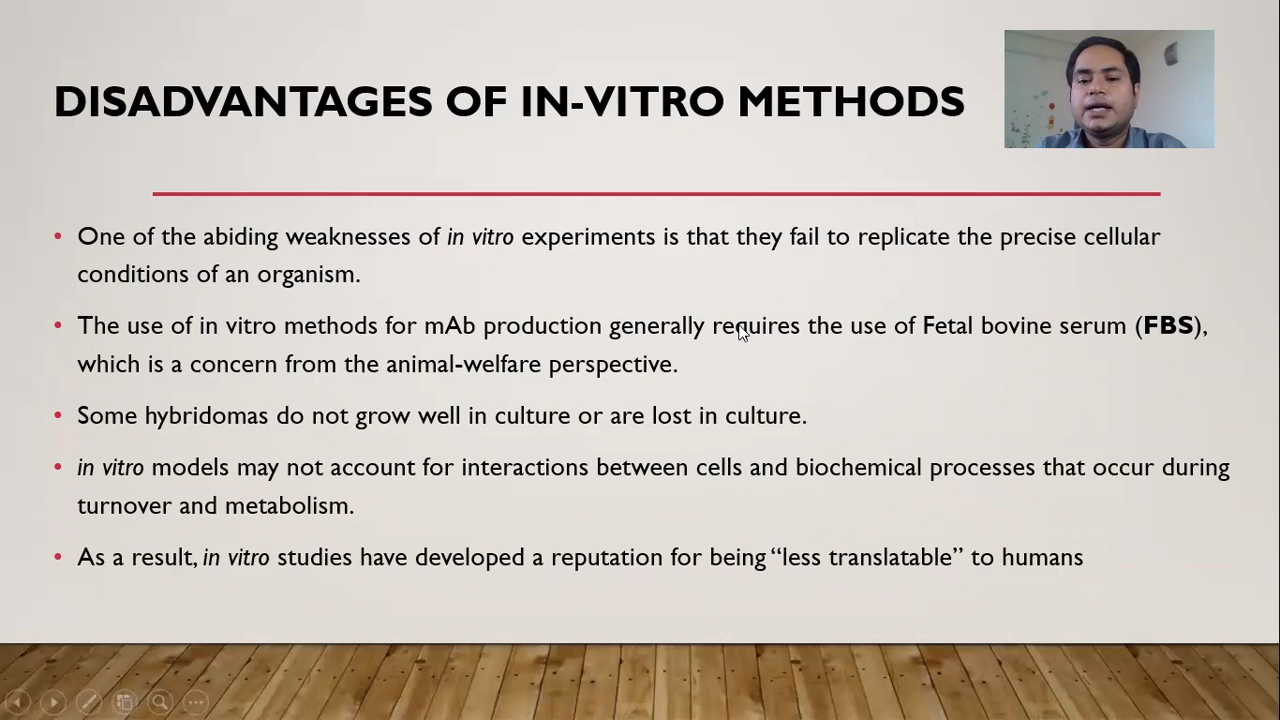 DISADVANTAGES OF IN-VITRO METHODS
• One of the abiding weaknesses of in vitro experiments is that they fail to replicate the precise cellular
conditions of an organism.
• The use of in vitro methods for mAb production generally requires the use of Fetal bovine serum (FBS),
which is a concern from the animal-welfare perspective.
• Some hybridomas do not grow well in culture or are lost in culture.
• in vitro models may not account for interactions between cells and biochemical processes that occur during
turnover and metabolism.
• As a result, in vitro studies have developed a reputation for being “less translatable” to humans